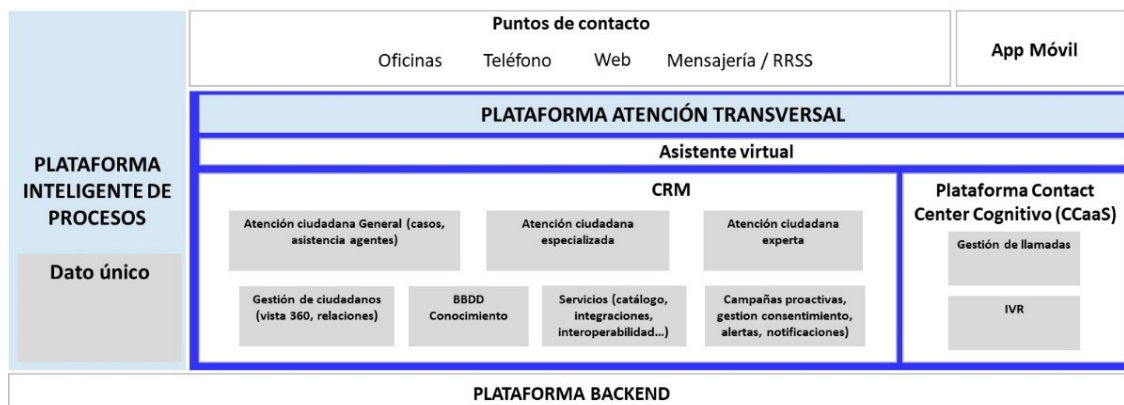 Puntos de contacto
Oficinas Teléfono Web Mensajería / RRSS
App Móvil
PLATAFORMA
INTELIGENTE DE
PROCESOS
Dato único
PLATAFORMA ATENCIÓN TRANSVERSAL
Asistente virtual
CRM
Atención ciudadana General (casos,
asistencia agentes)
Atención ciudadana
especializada
Atención ciudadana
experta
Gestión de ciudadanos
(vista 360, relaciones)
BBDD
Conocimiento
Servicios (catálogo,
integraciones,
interoperabilidad...)
Campañas proactivas,
gestion consentimiento,
alertas, notificaciones)
Plataforma Contact
Center Cognitivo (CCaaS)
Gestión de llamadas
IVR
PLATAFORMA BACKEND